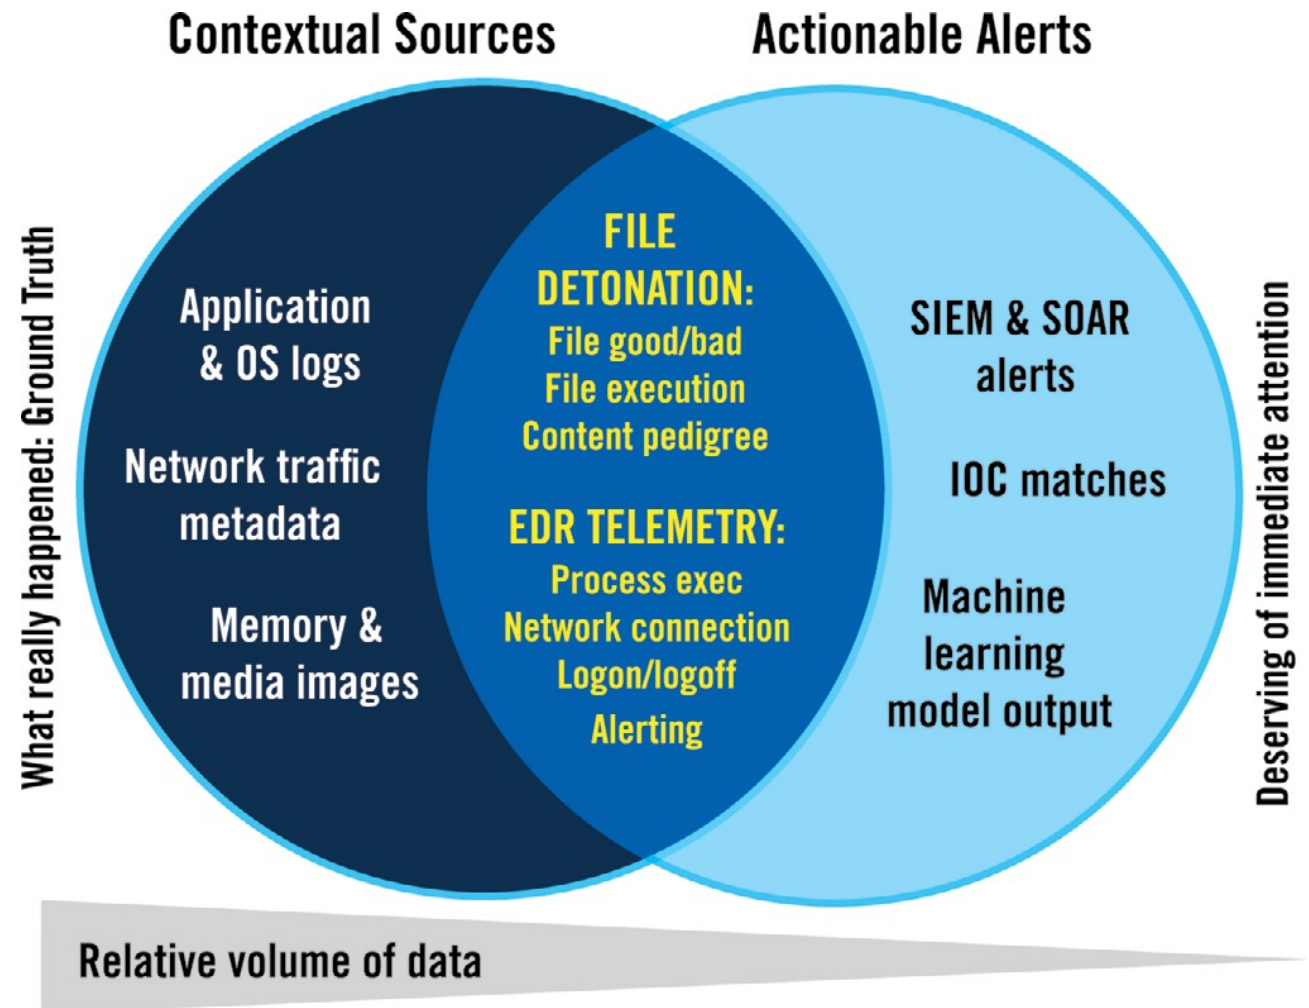 Contextual Sources
Actionable Alerts
What really happened: Ground Truth
Application
& OS logs
Network traffic
metadata
Memory &
media images
FILE
DETONATION:
File good/bad
File execution
Content pedigree
EDR TELEMETRY:
Process exec
Network connection
Logon/logoff
Alerting
SIEM & SOAR
alerts
IOC matches
Machine
learning
model output
Deserving of immediate attention
Relative volume of data